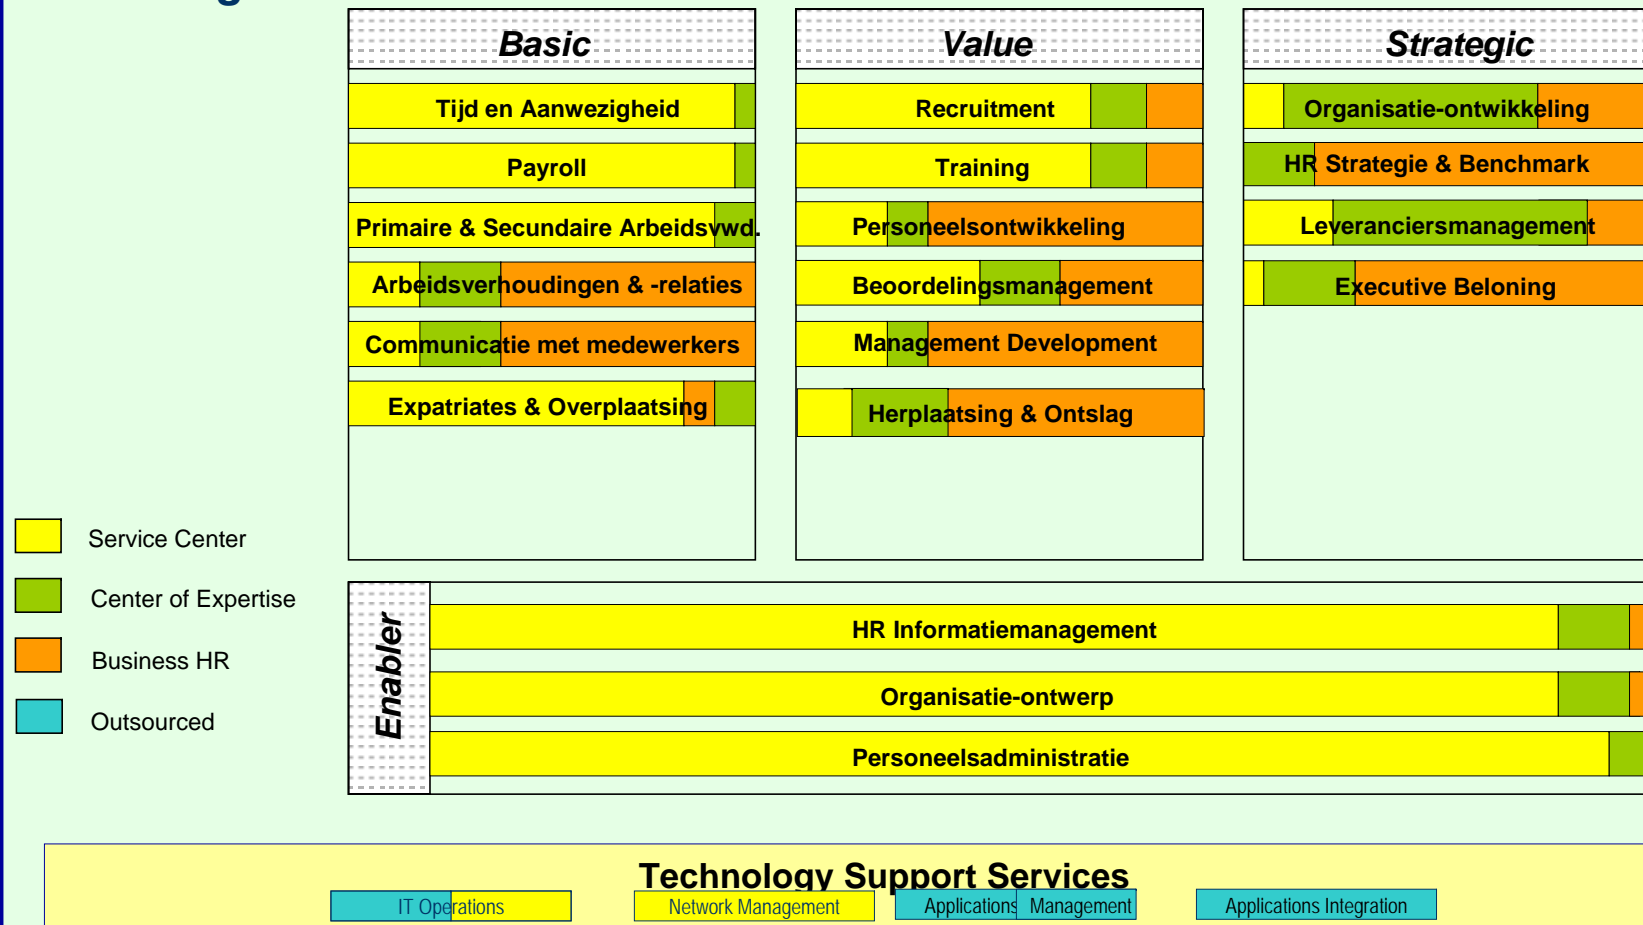 Basic
Value
Strategic
Tijd en Aanwezigheid
Recruitment
Organisatie-ontwikkeling
Payroll
Training
HR Strategie & Benchmark
Primaire & Secundaire Arbeidsvwd.
Personeelsontwikkeling
Leveranciersmanagement
Arbeidsverhoudingen & -relaties
Beoordelingsmanagement
Executive Beloning
Communicatie met medewerkers
Management Development
Expatriates & Overplaatsing
Herplaatsing & Ontslag
Service Center
Center of Expertise
Business HR
Outsourced
Enabler
HR Informatiemanagement
Organisatie-ontwerp
Personeelsadministratie
Technology Support Services
IT Operations
Network Management
Applications Management
Applications Integration